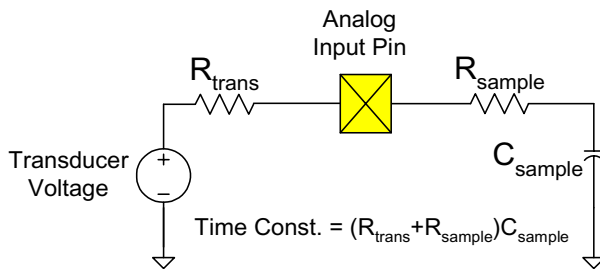 Analog
Input Pin
R_trans
R_sample
Transducer
Voltage
+
−
C_sample
Time Const. = (R_trans+R_sample)C_sample